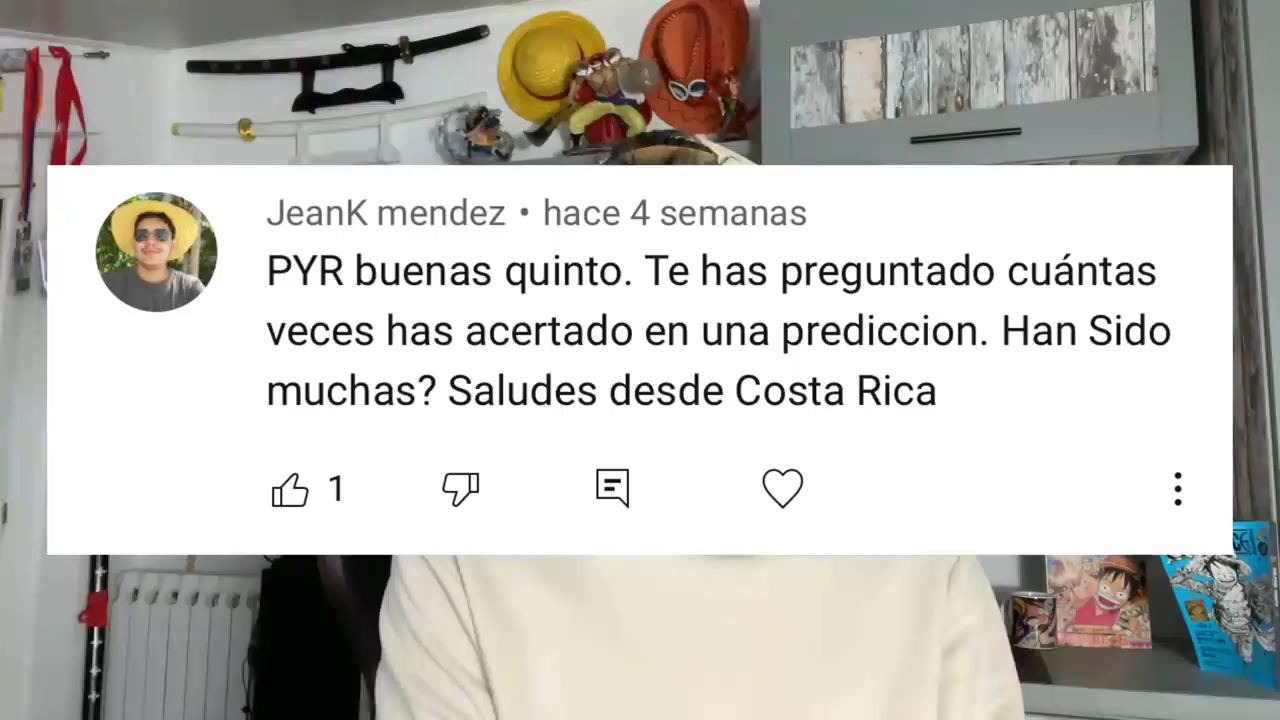 JeanK mendez • hace 4 semanas
PYR buenas quinto. Te has preguntado cuántas
veces has acertado en una prediccion. Han Sido
muchas? Saludes desde Costa Rica
1